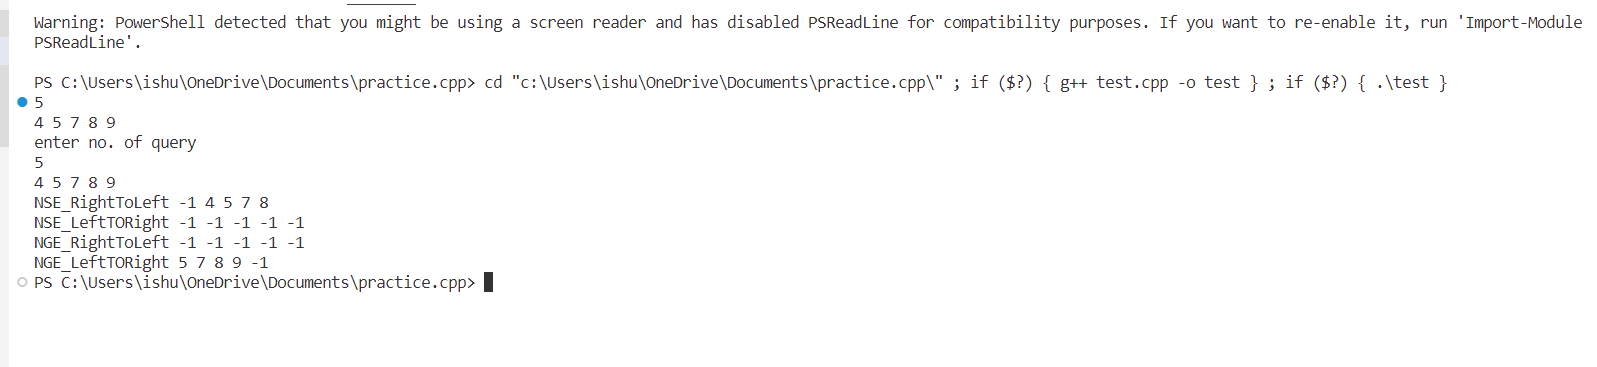 Warning: PowerShell detected that you might be using a screen reader and has disabled PSReadLine for compatibility purposes. If you want to re-enable it, run 'Import-Module
PSReadLine'.
PS C:\Users\ishu\OneDrive\Documents\practice.cpp> cd "c:\Users\ishu\OneDrive\Documents\practice.cpp\" ; if ($?) { g++ test.cpp -o test } ; if ($?) { .\test }
5
4 5 7 8 9
enter no. of query
5
4 5 7 8 9
NSE_RightToLeft -1 4 5 7 8
NSE_LeftTORight -1 -1 -1 -1 -1
NGE_RightToLeft -1 -1 -1 -1 -1
NGE_LeftTORight 5 7 8 9 -1
PS C:\Users\ishu\OneDrive\Documents\practice.cpp>